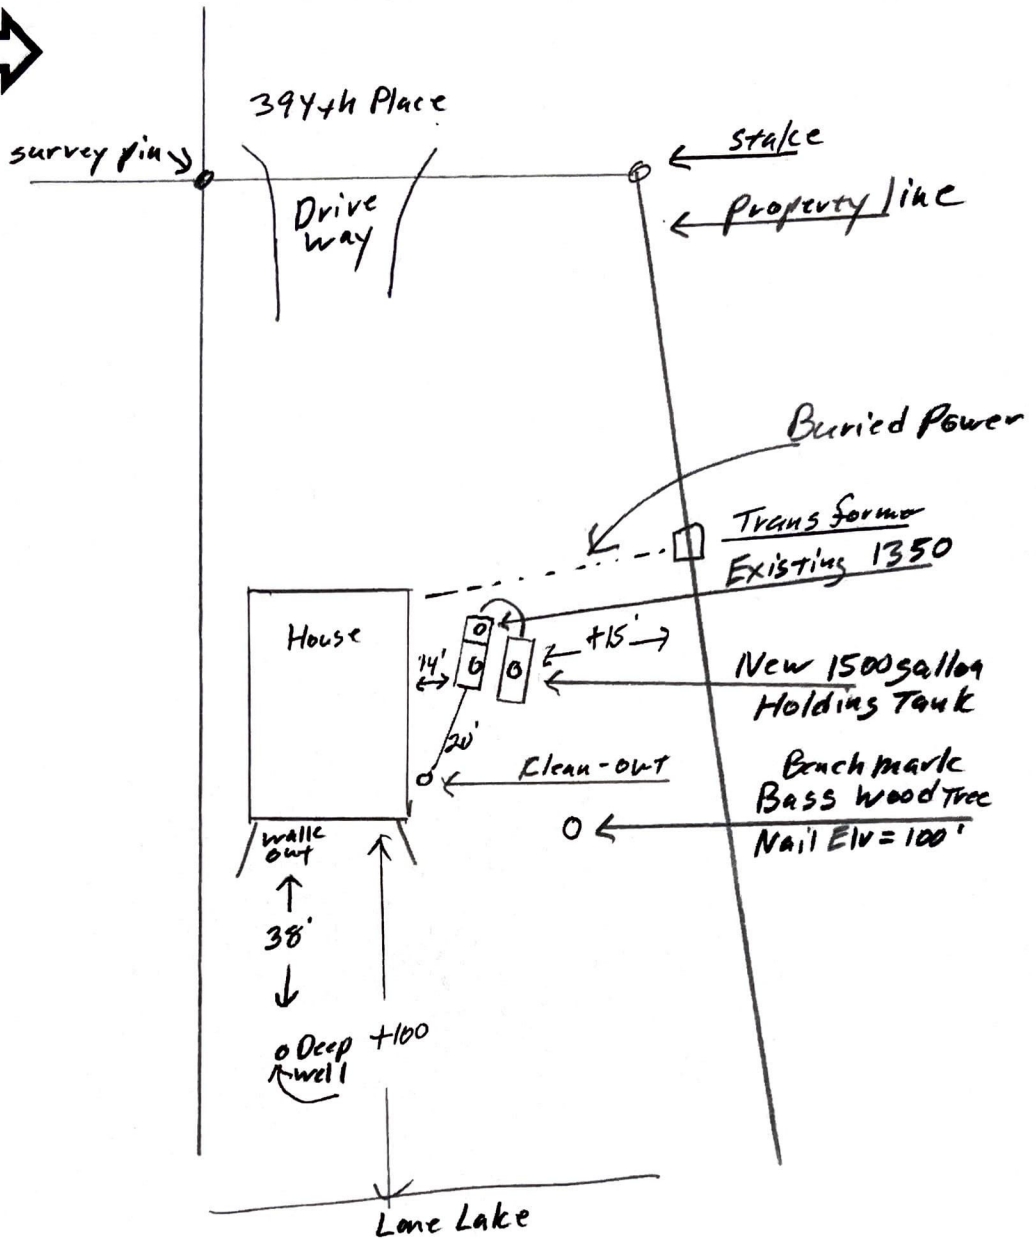 394th Place
survey pin
stake
Property line
Drive
way
Buried Power
Transformer
Existing 1350
House
+15'
14'
New 1500 gallon
Holding Tank
20'
Clean-out
Benchmark
Bass Wood Tree
Nail Elv = 100'
walk
out
38'
Deep
well
+100
Lone Lake